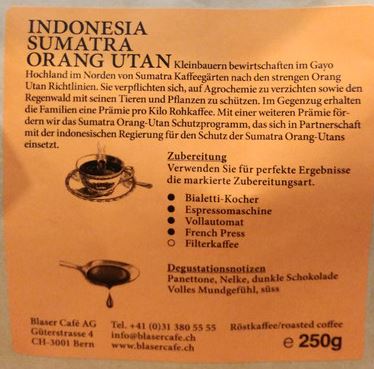 INDONESIA
SUMATRA
ORANG UTAN Kleinbauern bewirtschaften im Gayo
Hochland im Norden von Sumatra Kaffeegärten nach den strengen Orang
Utan Richtlinien. Sie verpflichten sich, auf Agrochemie zu verzichten sowie den
Regenwald mit seinen Tieren und Pflanzen zu schützen. Im Gegenzug erhalten
die Familien eine Prämie pro Kilo Rohkaffee. Mit einer weiteren Prämie för-
dern wir das Sumatra Orang-Utan Schutzprogramm, das sich in Partnerschaft
mit der indonesischen Regierung für den Schutz der Sumatra Orang-Utans
einsetzt.
Zubereitung
Verwenden Sie für perfekte Ergebnisse
die markierte Zubereitungsart.
● Bialetti-Kocher
● Espressomaschine
● Vollautomat
● French Press
○ Filterkaffee
Degustationsnotizen
Panettone, Nelke, dunkle Schokolade
Volles Mundgefühl, süss
Blaser Café AG
Güterstrasse 4
CH-3001 Bern
Tel. +41 (0)31 380 55 55
info@blasercafe.ch
www.blasercafe.ch
Röstkaffee/roasted coffee
e 250g